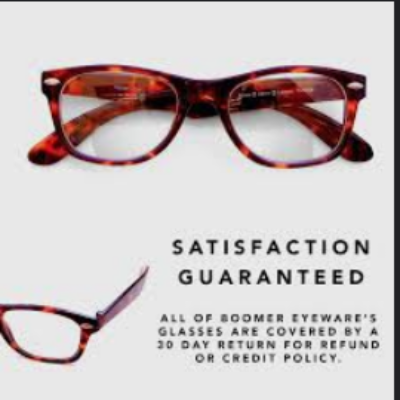 SATISFACTION
GUARANTEED
ALL OF BOOMER EYEWARE'S
GLASSES ARE COVERED BY A
30 DAY RETURN FOR REFUND
OR CREDIT POLICY.